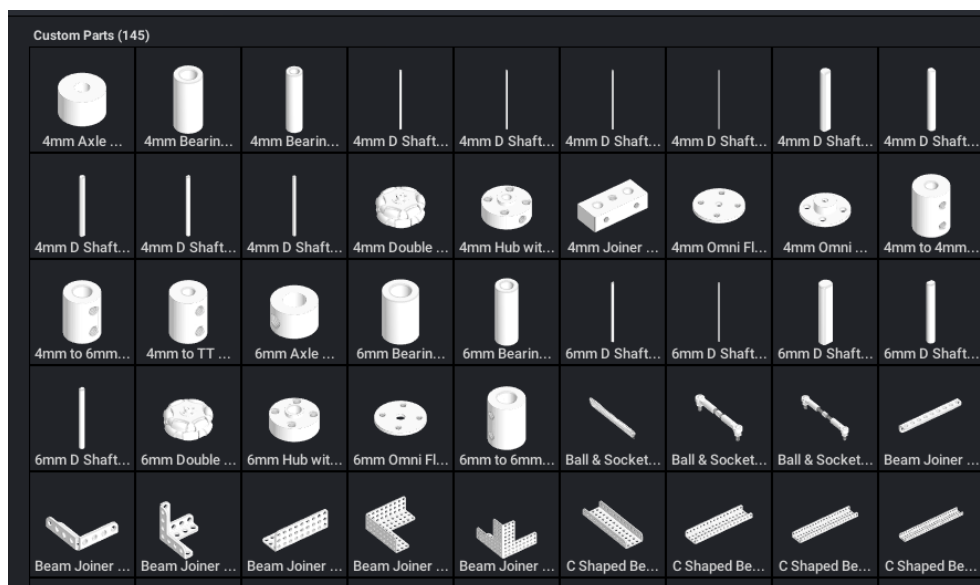 Custom Parts (145)
4mm Axle ... 4mm Bearin... 4mm Bearin... 4mm D Shaft... 4mm D Shaft... 4mm D Shaft... 4mm D Shaft... 4mm D Shaft... 4mm D Shaft...
4mm D Shaft... 4mm D Shaft... 4mm D Shaft... 4mm Double ... 4mm Hub wit... 4mm Joiner ... 4mm Omni Fl... 4mm Omni ... 4mm to 4mm...
4mm to 6mm... 4mm to TT ... 6mm Axle ... 6mm Bearin... 6mm Bearin... 6mm D Shaft... 6mm D Shaft... 6mm D Shaft... 6mm D Shaft...
6mm D Shaft... 6mm Double ... 6mm Hub wit... 6mm Omni Fl... 6mm to 6mm... Ball & Socket... Ball & Socket... Ball & Socket... Beam Joiner ...
Beam Joiner ... Beam Joiner ... Beam Joiner ... Beam Joiner ... Beam Joiner ... C Shaped Be... C Shaped Be... C Shaped Be... C Shaped Be...